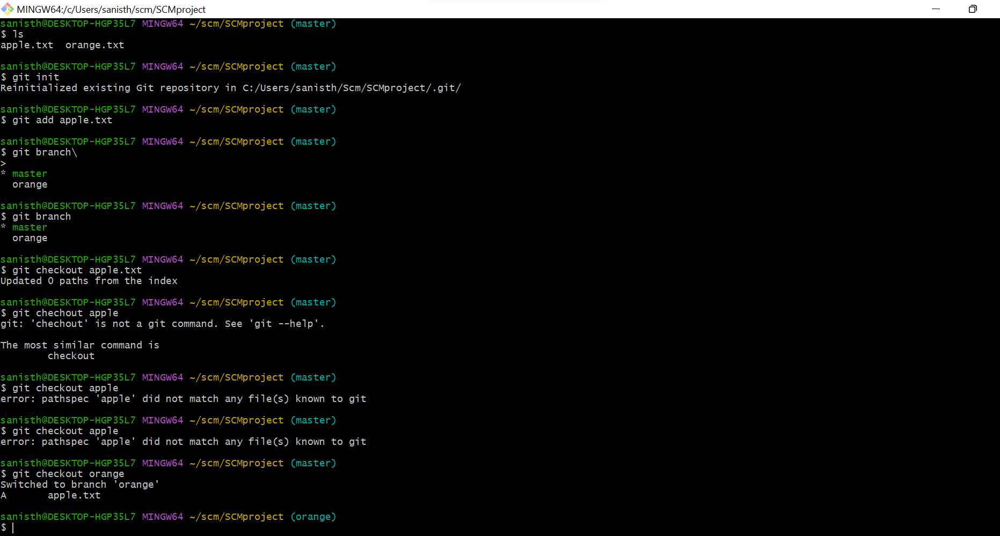 MINGW64:/c/Users/sanisth/scm/SCMproject
sanisth@DESKTOP-HGP35L7 MINGW64 ~/scm/SCMproject (master)
$ ls
apple.txt  orange.txt
sanisth@DESKTOP-HGP35L7 MINGW64 ~/scm/SCMproject (master)
$ git init
Reinitialized existing Git repository in C:/Users/sanisth/Scm/SCMproject/.git/
sanisth@DESKTOP-HGP35L7 MINGW64 ~/scm/SCMproject (master)
$ git add apple.txt
sanisth@DESKTOP-HGP35L7 MINGW64 ~/scm/SCMproject (master)
$ git branch\
>
* master
  orange
sanisth@DESKTOP-HGP35L7 MINGW64 ~/scm/SCMproject (master)
$ git branch
* master
  orange
sanisth@DESKTOP-HGP35L7 MINGW64 ~/scm/SCMproject (master)
$ git checkout apple.txt
Updated 0 paths from the index
sanisth@DESKTOP-HGP35L7 MINGW64 ~/scm/SCMproject (master)
$ git chechout apple
git: 'chechout' is not a git command. See 'git --help'.
The most similar command is
        checkout
sanisth@DESKTOP-HGP35L7 MINGW64 ~/scm/SCMproject (master)
$ git checkout apple
error: pathspec 'apple' did not match any file(s) known to git
sanisth@DESKTOP-HGP35L7 MINGW64 ~/scm/SCMproject (master)
$ git checkout apple
error: pathspec 'apple' did not match any file(s) known to git
sanisth@DESKTOP-HGP35L7 MINGW64 ~/scm/SCMproject (master)
$ git checkout orange
Switched to branch 'orange'
A       apple.txt
sanisth@DESKTOP-HGP35L7 MINGW64 ~/scm/SCMproject (orange)
$